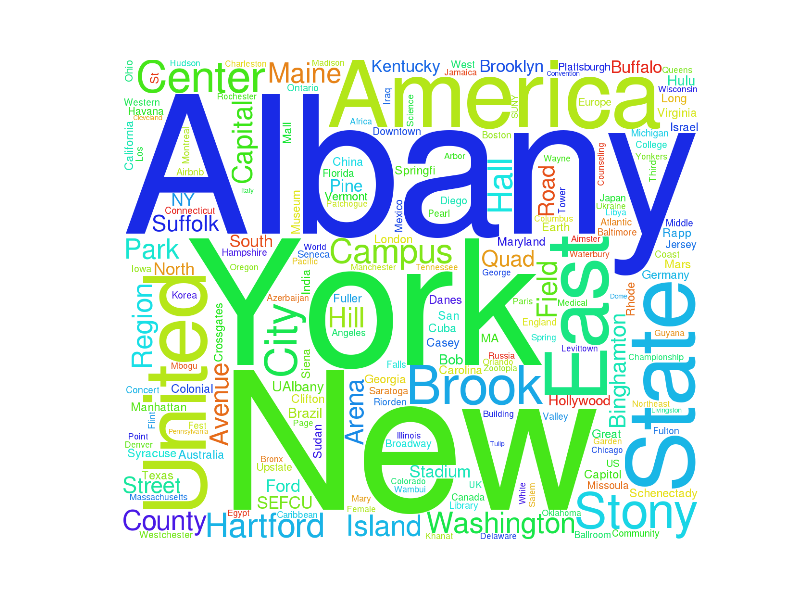 Ohio
Hudson
Charleston
Madison
West
Plattsburgh
Queens
Center
Maine
Kentucky
Brooklyn
Jamaica
Convention
Buffalo
St
Hulu
Wisconsin
Western
Havana
Cleveland
Rochester
Ontario
Iraq
America
SUNY
Europe
Long
Virginia
Israel
California
Los
Montreal
Airbnb
Capital
Mall
Africa
Science
Downtown
Boston
Michigan
College
Yonkers
Third
Albany
China
Florida
Pine
Vermont
Springfi
Arbor
Wayne
Counseling
Italy
Museum
Patchogue
Mexico
Diego
Pearl
Hall
Road
Tower
Japan
Ukraine
Libya
NY
Connecticut
Suffolk
Columbus
Earth
Atlantic
Baltimore
Middle
Rapp
Jersey
Park
South
Hampshire
World
Seneca
Pacific
London
Campus
Maryland
Quad
Almster
Waterbury
Coast
Mars
Germany
Iowa
North
Oregon
India
Manchester
Tennessee
George
Field
East
Region
Korea
United
York
Azerbaijan
Fuller
Hill
Angeles
Danes
San
Cuba
Casey
MA
Paris
England
Medical
Dome
Rhode
State
Guyana
Mbogu
Crossgates
City
Siena
Falls
Bob
Carolina
Russia
Orlando
Zootopia
Spring
Levittown
Championship
Concert
Colonial
Avenue
UAlbany
Clifton
Georgia
Saratoga
Riorden
Brook
Hollywood
Binghamton
Northeast
Livingston
Manhattan
Flint
Fest
Pennsylvania
Brazil
Page
Sudan
Arena
Illinois
Broadway
New
Building
Tulip
Valley
Great
Garden
Chicago
Fulton
Point
Denver
Syracuse
Australia
Texas
Bronx
Upstate
Stadium
US
Capitol
Street
Massachusetts
Ford
SEFCU
Mary
Female
Colorado
Wambui
UK
Canada
Library
White
Salem
Missoula
Schenectady
County
Westchester
Egypt
Caribbean
Hartford
Island
Khanat
Washington
Delaware
Oklahoma
Stony
Ballroom
Community